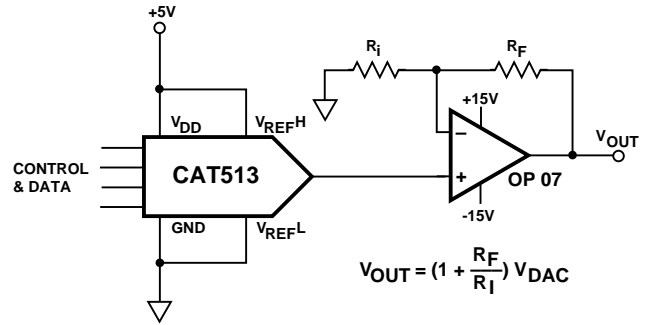 +5V
Ri
RF
+15V
VDD
VREFH
VOUT
CONTROL
& DATA
CAT513
–
+
OP 07
-15V
GND
VREFL
VOUT = (1 + RF/RI) VDAC